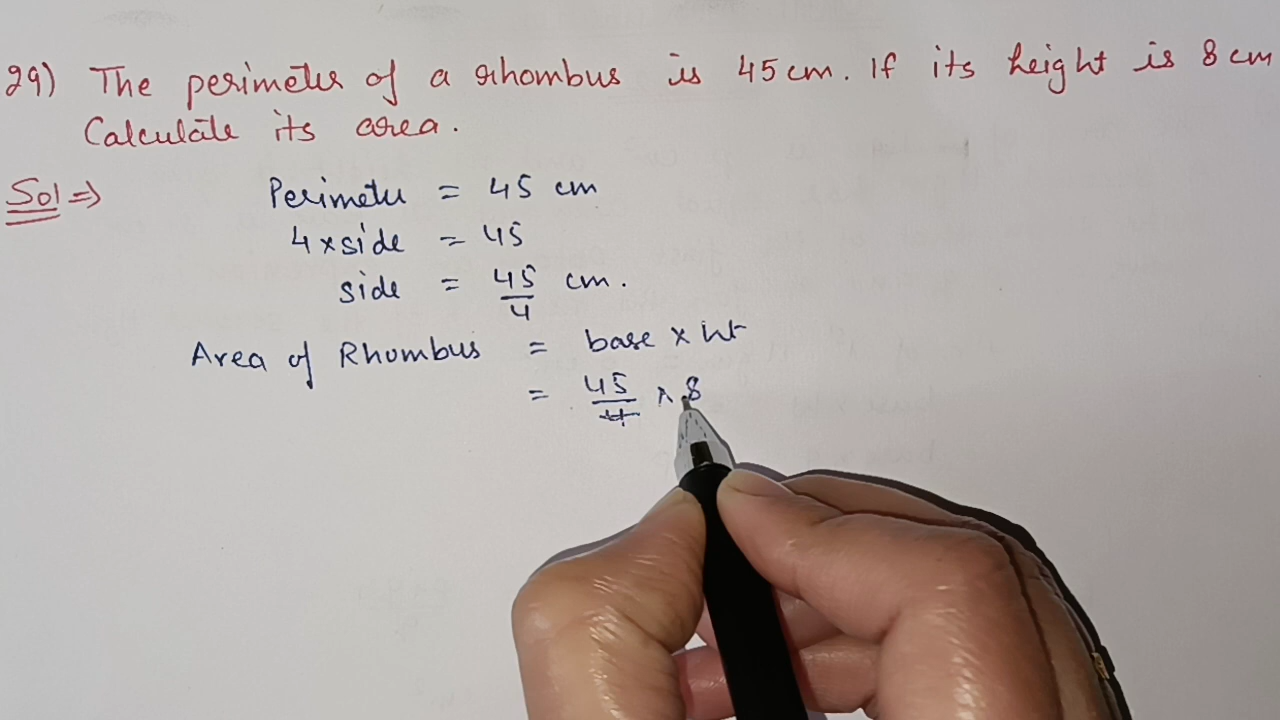 29) The perimeter of a rhombus is 45 cm. If its height is 8 cm
Calculate its area.
Sol ⇒ Perimeter = 45 cm
4 × side = 45
side = 45/4 cm.
Area of Rhombus = base × ht
= 45/4 × 8